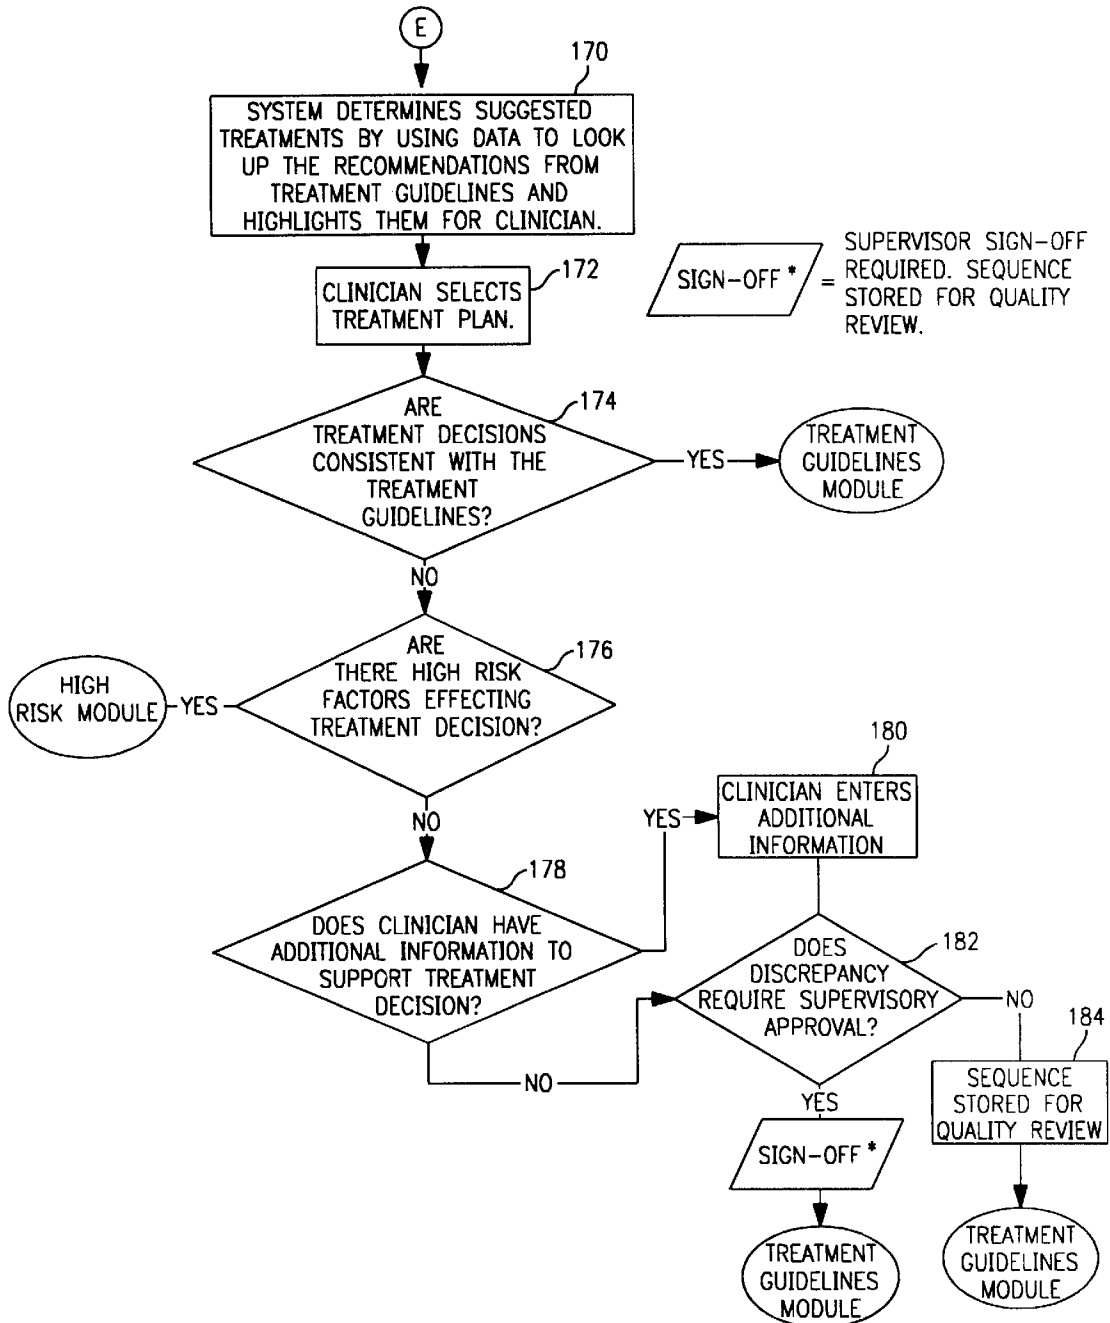 E
170
SYSTEM DETERMINES SUGGESTED
TREATMENTS BY USING DATA TO LOOK
UP THE RECOMMENDATIONS FROM
TREATMENT GUIDELINES AND
HIGHLIGHTS THEM FOR CLINICIAN.
SIGN-OFF*
=
SUPERVISOR SIGN-OFF
REQUIRED. SEQUENCE
STORED FOR QUALITY
REVIEW.
172
CLINICIAN SELECTS
TREATMENT PLAN.
174
ARE
TREATMENT DECISIONS
CONSISTENT WITH THE
TREATMENT
GUIDELINES?
YES
TREATMENT
GUIDELINES
MODULE
NO
176
ARE
THERE HIGH RISK
FACTORS EFFECTING
TREATMENT DECISION?
YES
HIGH
RISK MODULE
NO
178
DOES CLINICIAN HAVE
ADDITIONAL INFORMATION TO
SUPPORT TREATMENT
DECISION?
YES
180
CLINICIAN ENTERS
ADDITIONAL
INFORMATION
NO
182
DOES
DISCREPANCY
REQUIRE SUPERVISORY
APPROVAL?
NO
184
SEQUENCE
STORED FOR
QUALITY REVIEW
TREATMENT
GUIDELINES
MODULE
YES
SIGN-OFF*
TREATMENT
GUIDELINES
MODULE